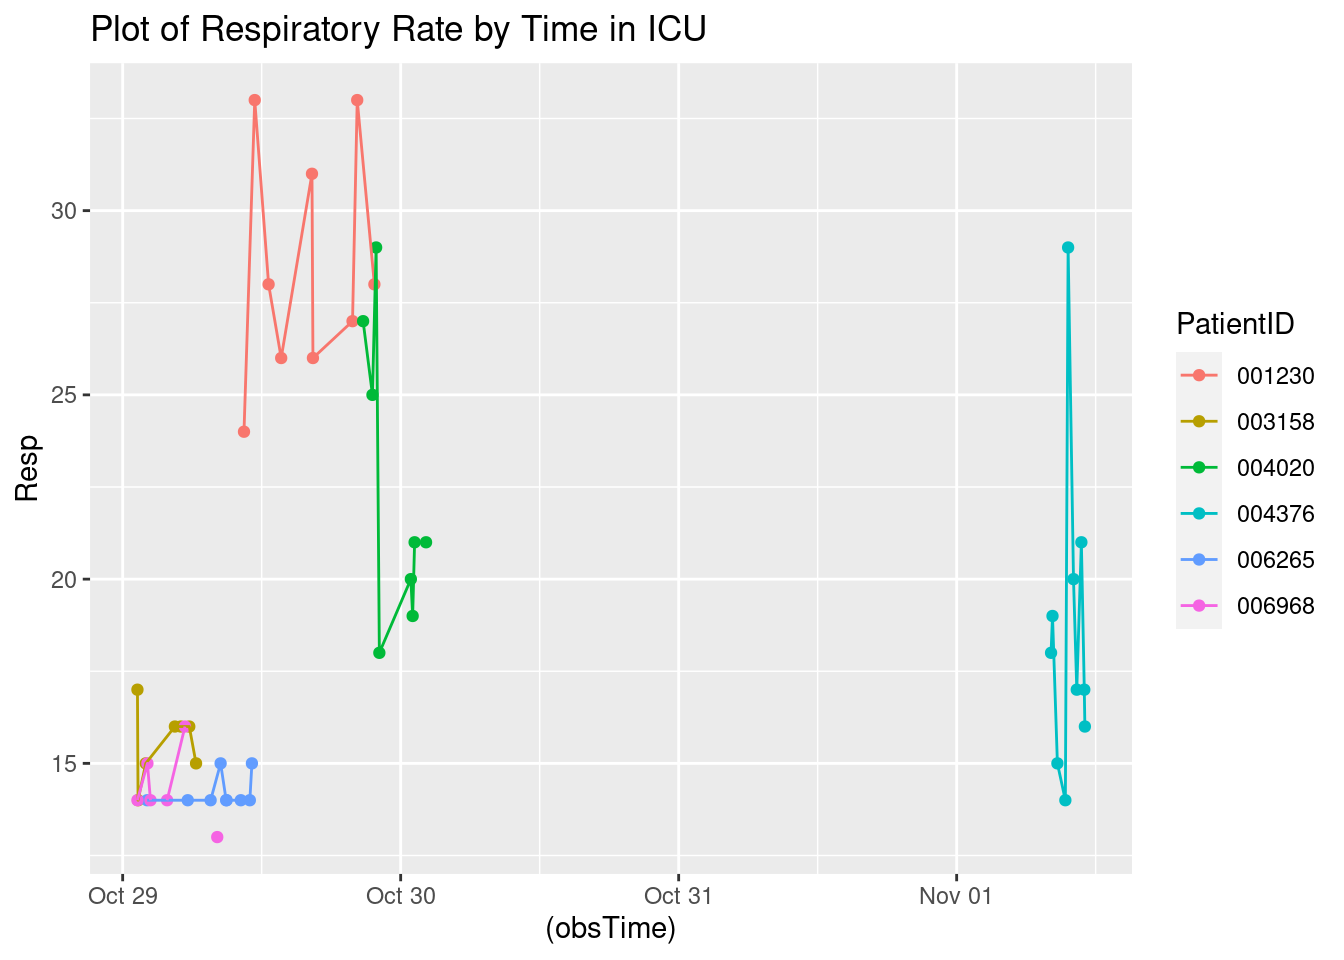 Plot of Respiratory Rate by Time in ICU
30
25
20
15
Resp
Oct 29
Oct 30
Oct 31
Nov 01
(obsTime)
PatientID
001230
003158
004020
004376
006265
006968